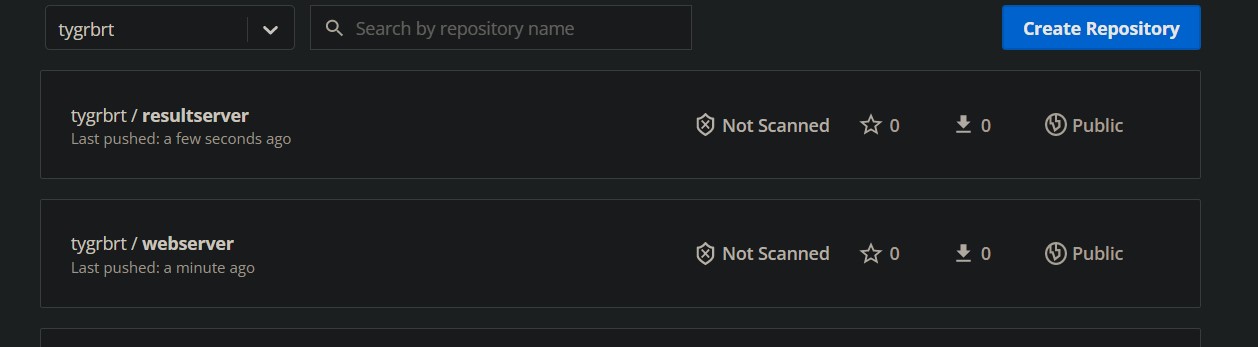 tygrbrt
Search by repository name
Create Repository
tygrbrt / resultserver
Last pushed: a few seconds ago
Not Scanned
0
0
Public
tygrbrt / webserver
Last pushed: a minute ago
Not Scanned
0
0
Public